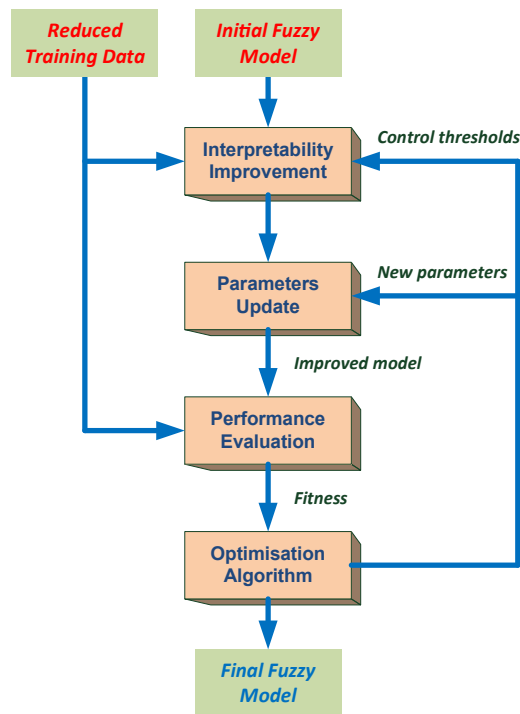 Reduced
Training Data
Initial Fuzzy
Model
Control thresholds
Interpretability
Improvement
New parameters
Parameters
Update
Improved model
Performance
Evaluation
Fitness
Optimisation
Algorithm
Final Fuzzy
Model